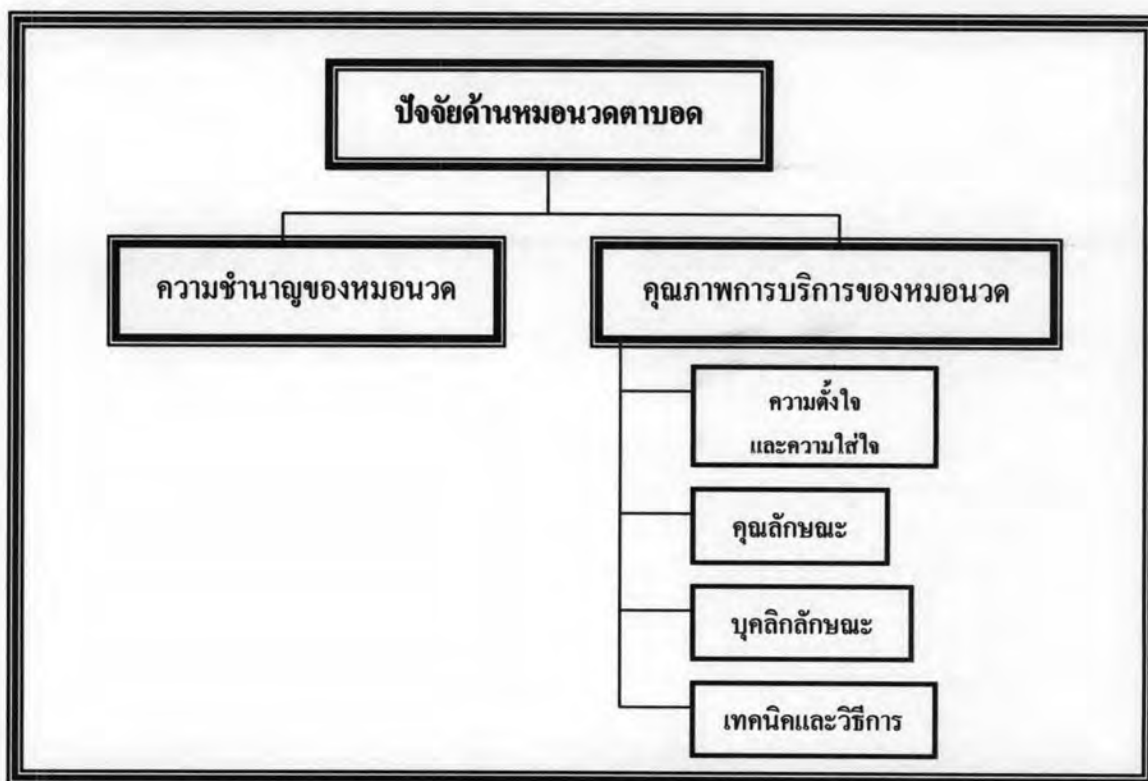 ปัจจัยด้านหมอนวดตาบอด
ความชำนาญของหมอนวด
คุณภาพการบริการของหมอนวด
ความตั้งใจ
และความใส่ใจ
คุณลักษณะ
บุคลิกลักษณะ
เทคนิคและวิธีการ